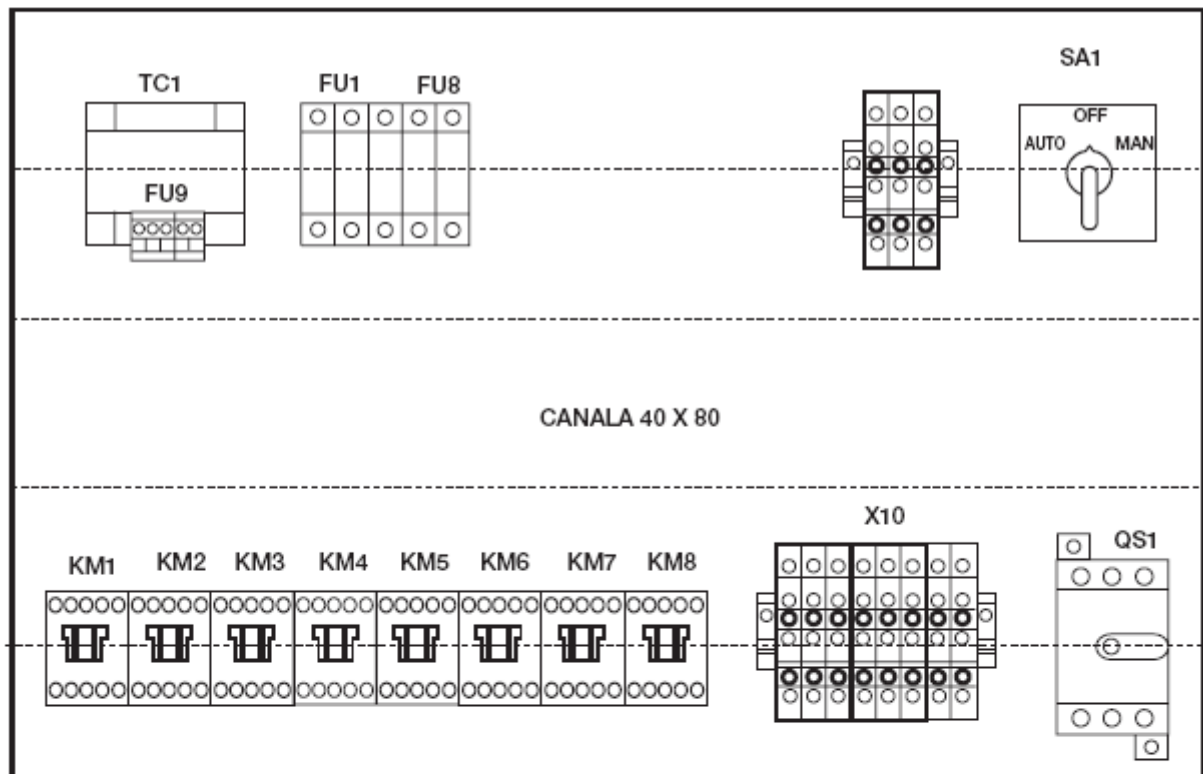 TC1
FU1 FU8
SA1
OFF
AUTO MAN
FU9
CANALA 40 X 80
X10
QS1
KM1 KM2 KM3 KM4 KM5 KM6 KM7 KM8